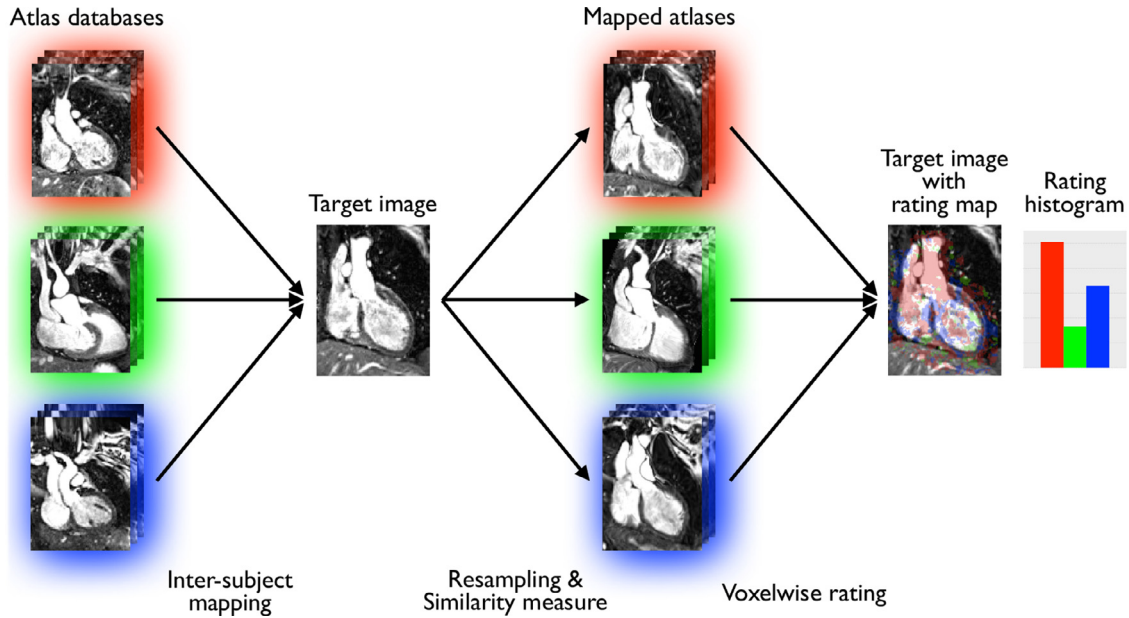 Atlas databases
Mapped atlases
Target image
Target image
with
rating map
Rating
histogram
Inter-subject
mapping
Resampling &
Similarity measure
Voxelwise rating